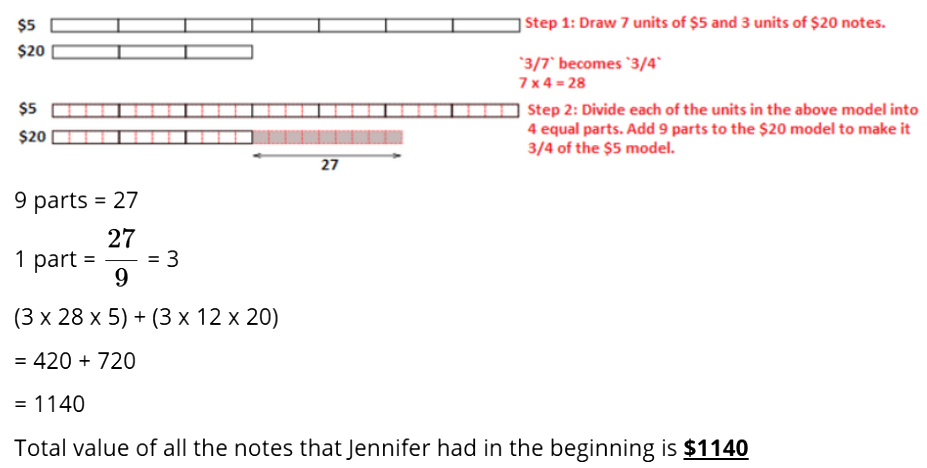 $5 Step 1: Draw 7 units of $5 and 3 units of $20 notes.
$20
`3/7` becomes `3/4`
7 x 4 = 28
$5 Step 2: Divide each of the units in the above model into
$20 4 equal parts. Add 9 parts to the $20 model to make it
3/4 of the $5 model.
27
9 parts = 27
1 part = 27/9 = 3
(3 x 28 x 5) + (3 x 12 x 20)
= 420 + 720
= 1140
Total value of all the notes that Jennifer had in the beginning is $1140